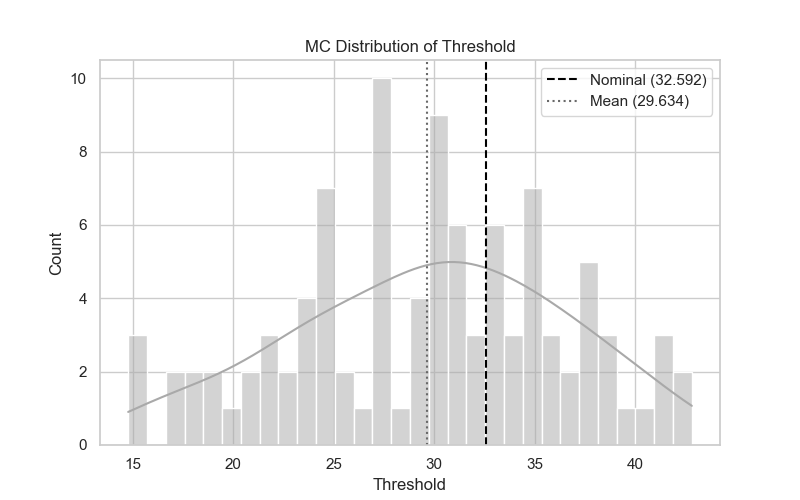 MC Distribution of Threshold
Nominal (32.592)
Mean (29.634)
Count
10
8
6
4
2
0
15 20 25 30 35 40
Threshold